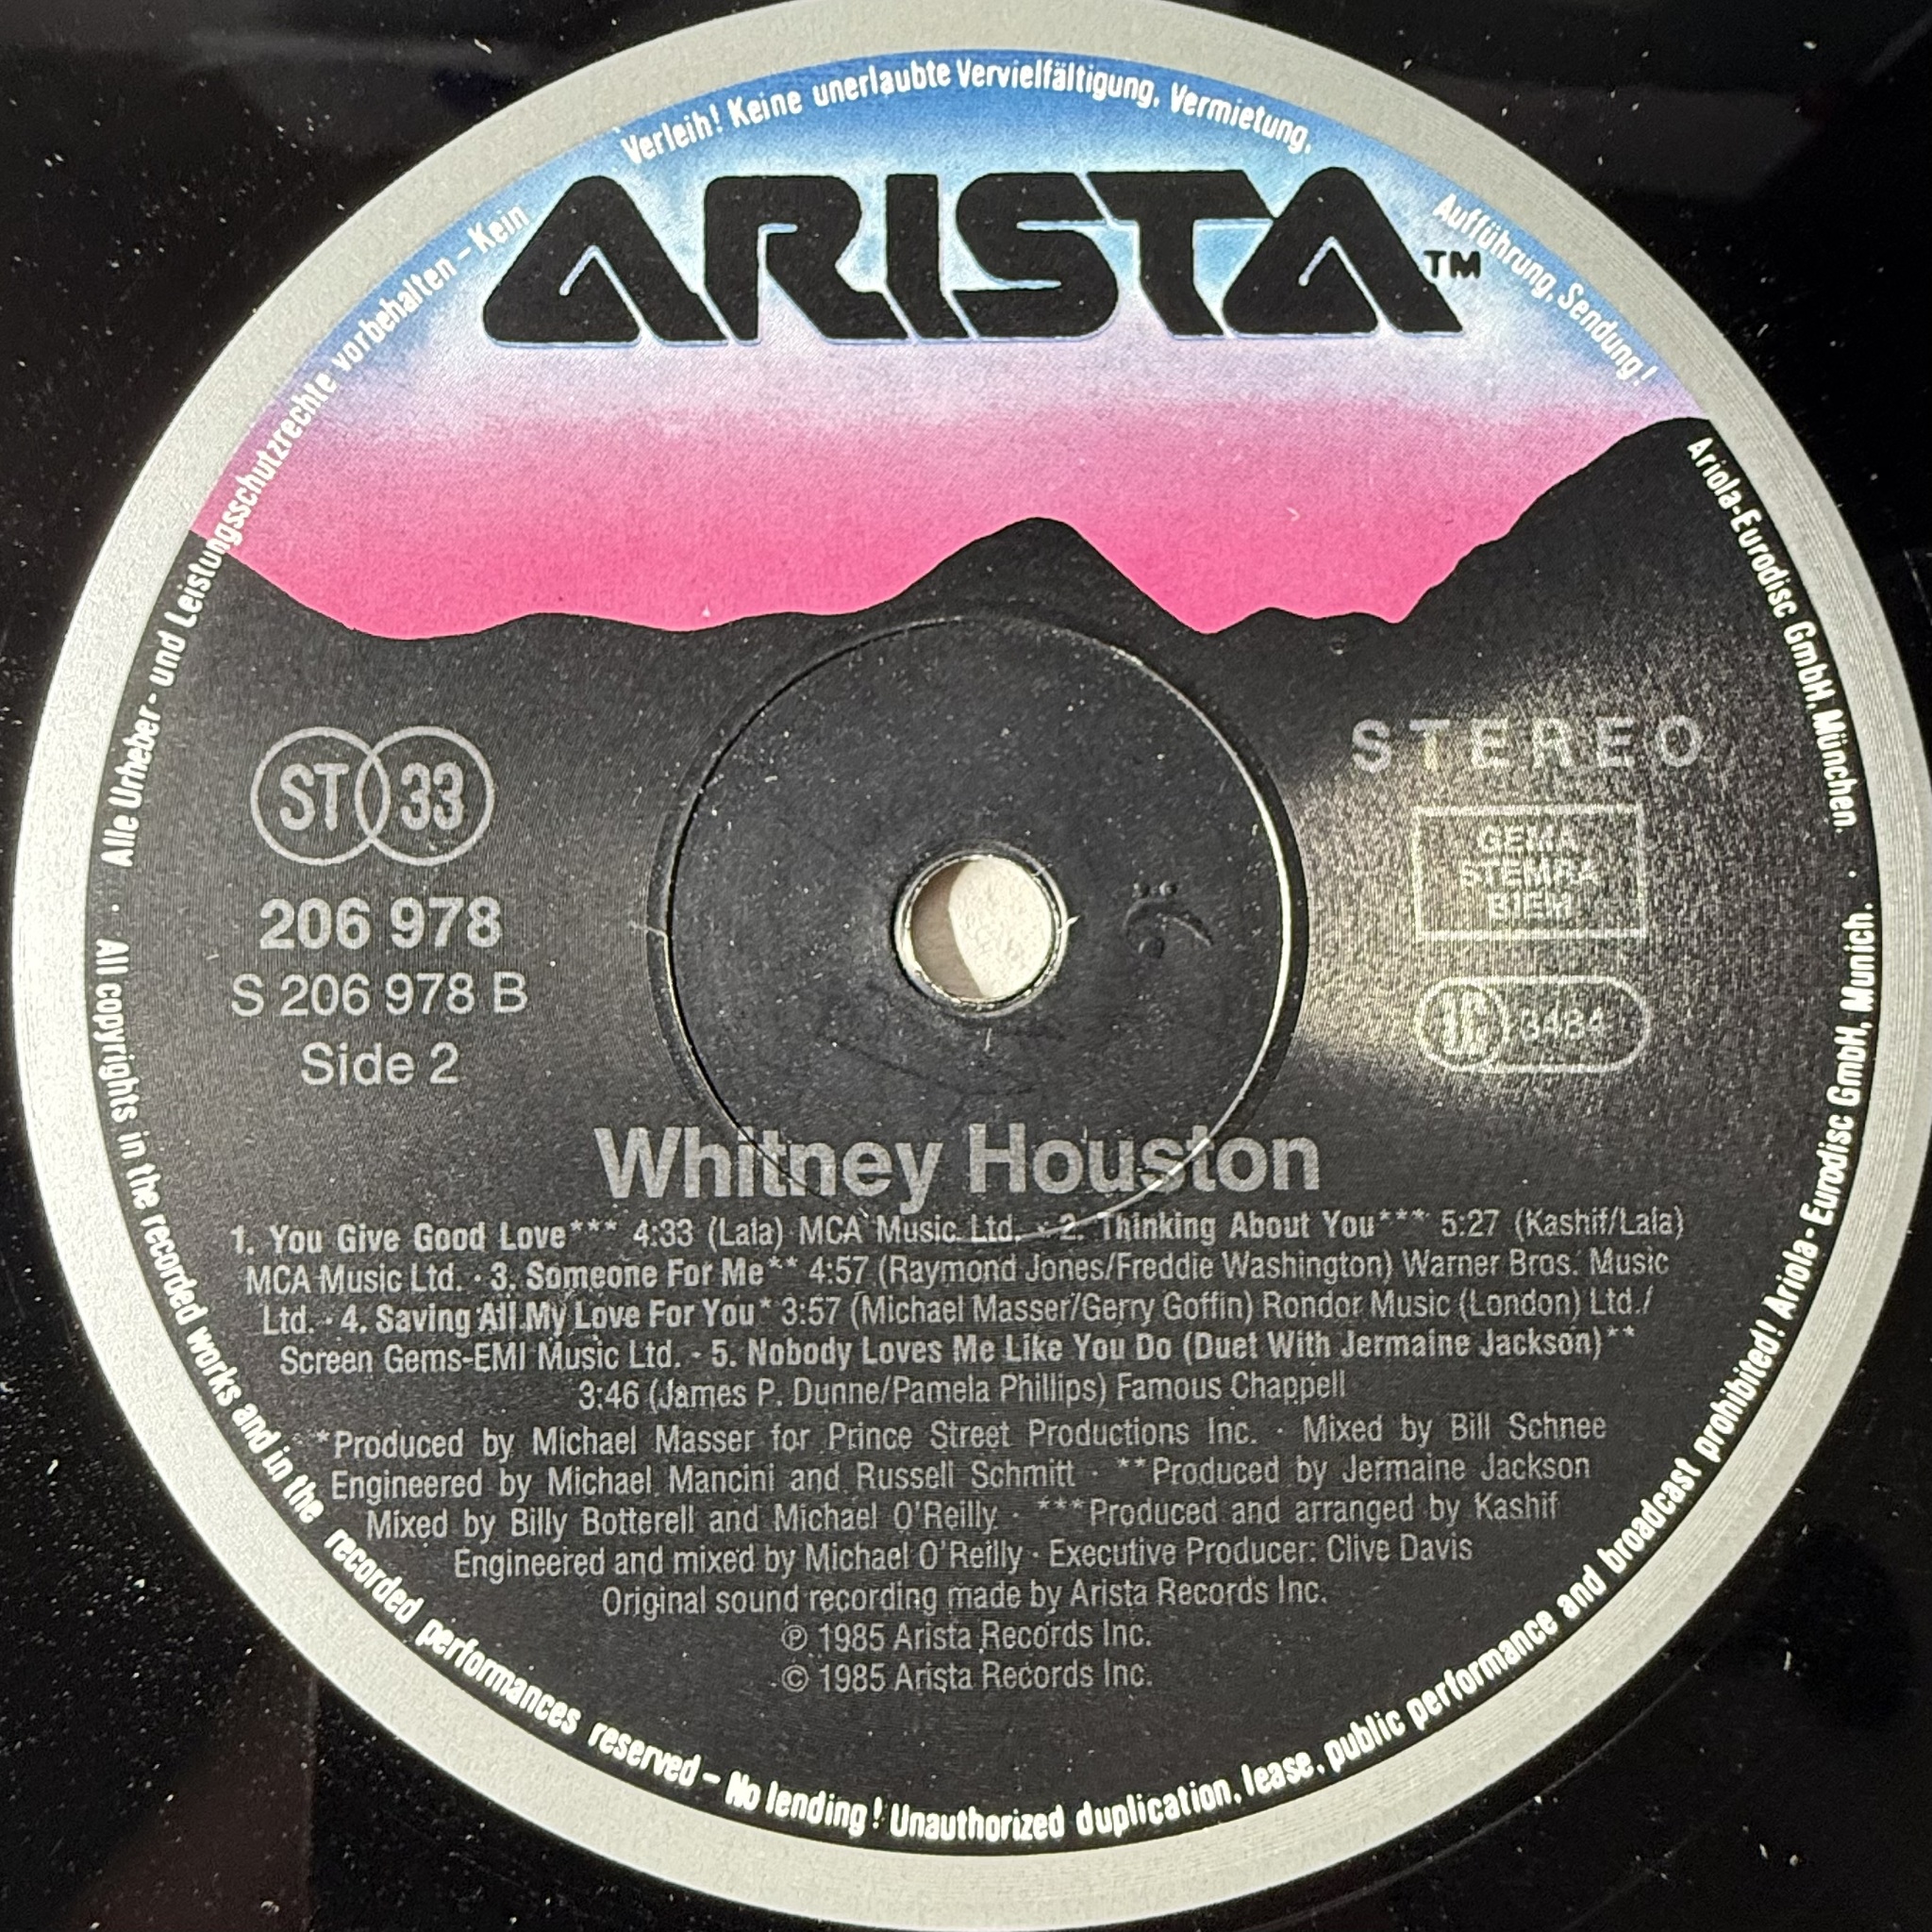 Alle Urheber- und Leistungsschutzrechte vorbehalten – Kein Verleih! Keine unerlaubte Vervielfältigung, Vermietung, Aufführung, Sendung!
Ariola-Eurodisc GmbH, München.
ARISTA™
ST 33
STEREO
206 978
GEMA
STEMRA
BIEM
S 206 978 B
LC 3484
Side 2
Whitney Houston
1. You Give Good Love*** 4:33 (Lala) MCA Music Ltd. · 2. Thinking About You*** 5:27 (Kashif/Lala)
MCA Music Ltd. · 3. Someone For Me** 4:57 (Raymond Jones/Freddie Washington) Warner Bros. Music
Ltd. · 4. Saving All My Love For You* 3:57 (Michael Masser/Gerry Goffin) Rondor Music (London) Ltd./
Screen Gems-EMI Music Ltd. · 5. Nobody Loves Me Like You Do (Duet With Jermaine Jackson)**
3:46 (James P. Dunne/Pamela Phillips) Famous Chappell
*Produced by Michael Masser for Prince Street Productions Inc. · Mixed by Bill Schnee
Engineered by Michael Mancini and Russell Schmitt · **Produced by Jermaine Jackson
Mixed by Billy Botterell and Michael O'Reilly · ***Produced and arranged by Kashif
Engineered and mixed by Michael O'Reilly · Executive Producer: Clive Davis
Original sound recording made by Arista Records Inc.
℗ 1985 Arista Records Inc.
© 1985 Arista Records Inc.
All copyrights in the recorded works and in the recorded performances reserved – No lending! Unauthorized duplication, lease, public performance and broadcast prohibited! Ariola-Eurodisc GmbH, Munich.